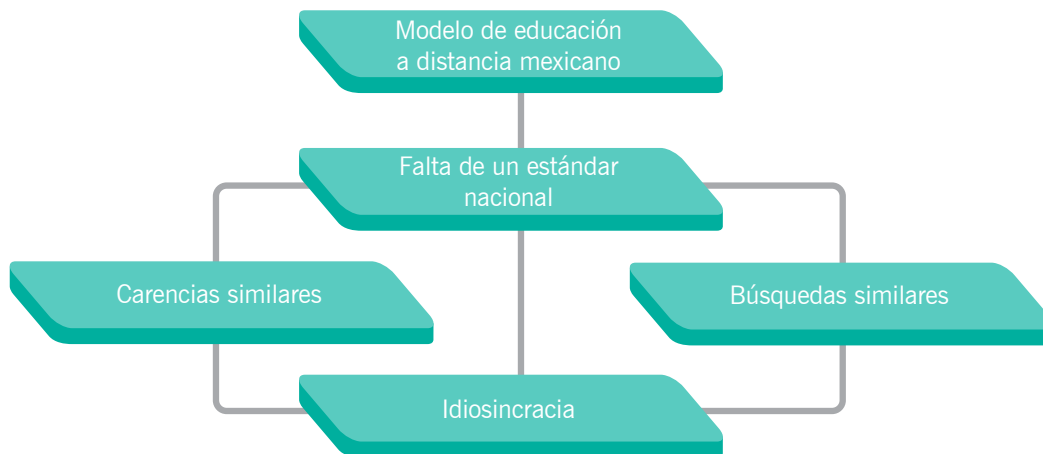 Modelo de educación
a distancia mexicano
Falta de un estándar
nacional
Carencias similares
Búsquedas similares
Idiosincracia